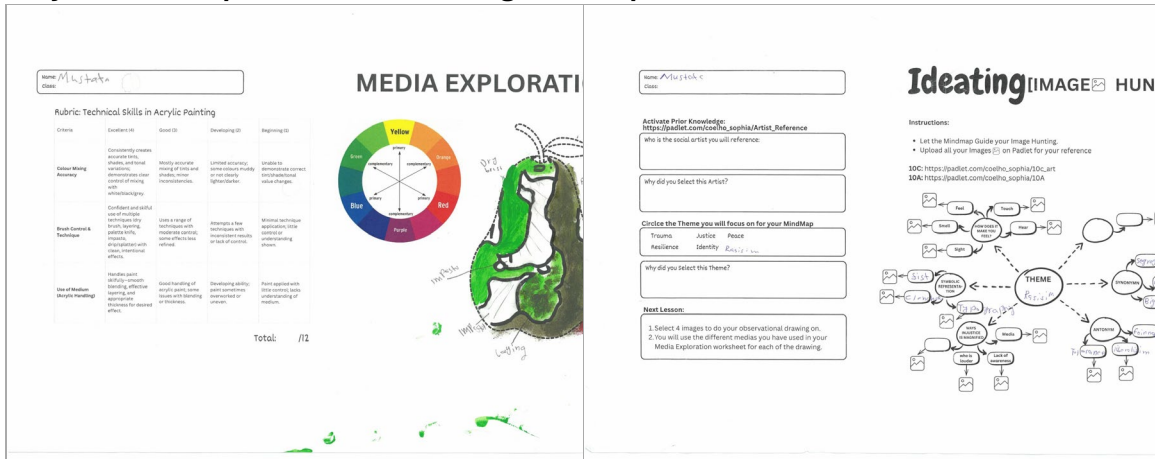 Name: Mustafa
Class:
MEDIA EXPLORATI
Rubric: Technical Skills in Acrylic Painting
Criteria Excellent (4) Good (3) Developing (2) Beginning (1)
Colour Mixing Accuracy
Consistently creates accurate tints, shades, and tonal variations; demonstrates clear control of mixing with white/black/grey.
Mostly accurate mixing of tints and shades, minor inconsistencies.
Limited accuracy; some colours muddy or not clearly lighter/darker.
Unable to demonstrate correct tint/shade/tonal value changes.
Brush Control & Technique
Confident and skilful use of multiple techniques (dry brush, layering, palette knife, impasto, drip/splatter) with clean, intentional effects.
Uses a range of techniques with moderate control; some effects less refined.
Attempts a few techniques with inconsistent results or lack of control.
Minimal technique application; little control or understanding shown.
Use of Medium (Acrylic Handling)
Handles paint skilfully—smooth blending, effective layering, and appropriate thickness for desired effect.
Good handling of acrylic paint, some issues with blending or thickness.
Developing ability; paint sometimes overworked or uneven.
Paint applied with little control, lacks understanding of medium.
Total: /12
Yellow
primary
Green
complementary
complementary
Orange
primary
primary
Blue
Red
complementary
Purple
Dry
impasto
Name: Mustafa
Class:
Ideating [IMAGE HUN
Activate Prior Knowledge:
https://padlet.com/coelho_sophia/Artist_Reference
Who is the social artist you will reference:
Why did you Select this Artist?
Circlce the Theme you will focus on for your MindMap
Trauma Justice Peace
Resilience Identity Rasisim
Why did you Select this Theme?
Next Lesson:
1. Select 4 images to do your observational drawing on.
2. You will use the different medias you have used in your
Media Exploration worksheet for each of the drawing.
Instructions:
• Let the Mindmap Guide your Image Hunting.
• Upload all your Images on Padlet for your reference
10C: https://padlet.com/coelho_sophia/10c_art
10A: https://padlet.com/coelho_sophia/10A
Feel
Touch
Smell
HOW DOES IT MAKE YOU FEEL?
Hear
Sight
SYMBOLIC REPRESENTATION
THEME
Rasisim
SYNONYMN
WAYS INJUSTICE IS MAGNIFIED
Media
who is louder
Lack of awareness
ANTONYM